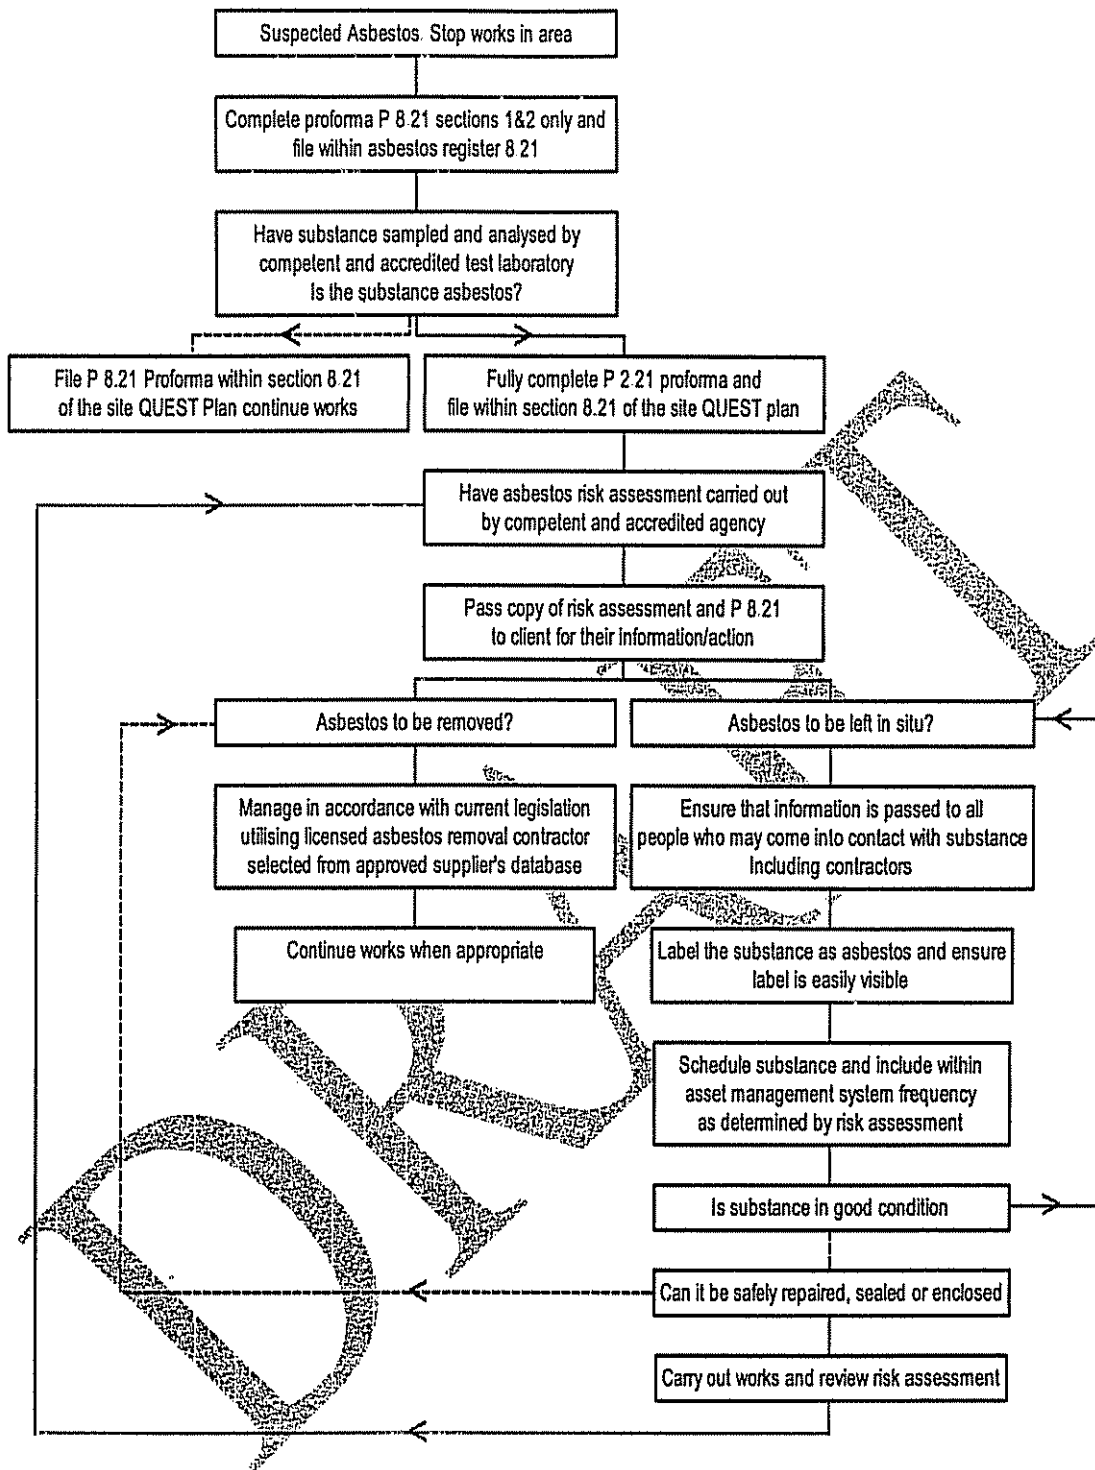 Suspected Asbestos. Stop works in area
Complete proforma P 8.21 sections 1&2 only and
file within asbestos register 8.21
Have substance sampled and analysed by
competent and accredited test laboratory
Is the substance asbestos?
File P 8.21 Proforma within section 8.21
of the site QUEST Plan continue works
Fully complete P 2.21 proforma and
file within section 8.21 of the site QUEST plan
Have asbestos risk assessment carried out
by competent and accredited agency
Pass copy of risk assessment and P 8.21
to client for their information/action
Asbestos to be removed?
Asbestos to be left in situ?
Manage in accordance with current legislation
utilising licensed asbestos removal contractor
selected from approved supplier's database
Ensure that information is passed to all
people who may come into contact with substance
Including contractors
Continue works when appropriate
Label the substance as asbestos and ensure
label is easily visible
Schedule substance and include within
asset management system frequency
as determined by risk assessment
Is substance in good condition
Can it be safely repaired, sealed or enclosed
Carry out works and review risk assessment
DRAFT